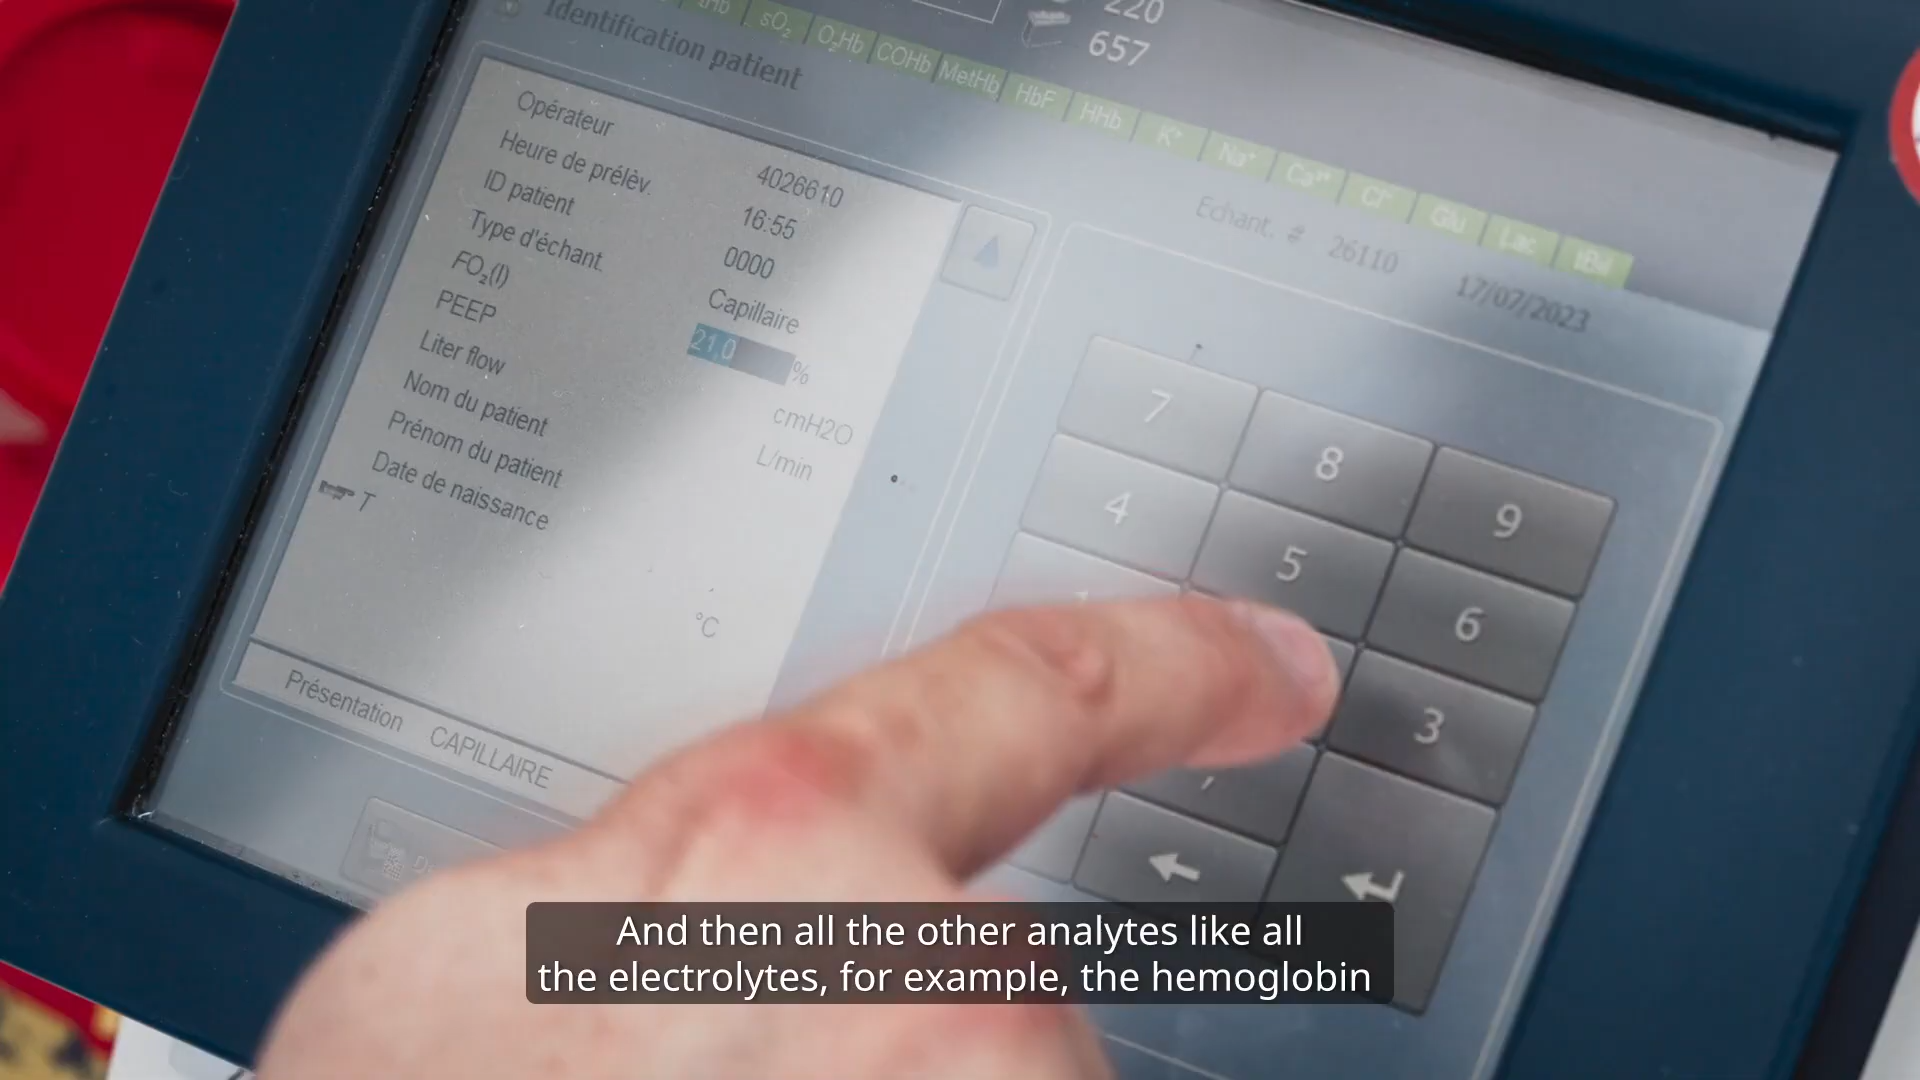 220
657
Identification patient
tHb sO₂ O₂Hb COHb MetHb HbF HHb K⁺ Na⁺ Ca²⁺ Cl⁻ Glu Lac tBil
Echant. # 26110 17/07/2023
Opérateur 4026610
Heure de prélèv. 16:55
ID patient 0000
Type d'échant. Capillaire
FO₂(I) 21,0 %
PEEP cmH2O
Liter flow L/min
Nom du patient
Prénom du patient
Date de naissance
T °C
Présentation CAPILLAIRE
7 8 9
4 5 6
3
,
And then all the other analytes like all
the electrolytes, for example, the hemoglobin